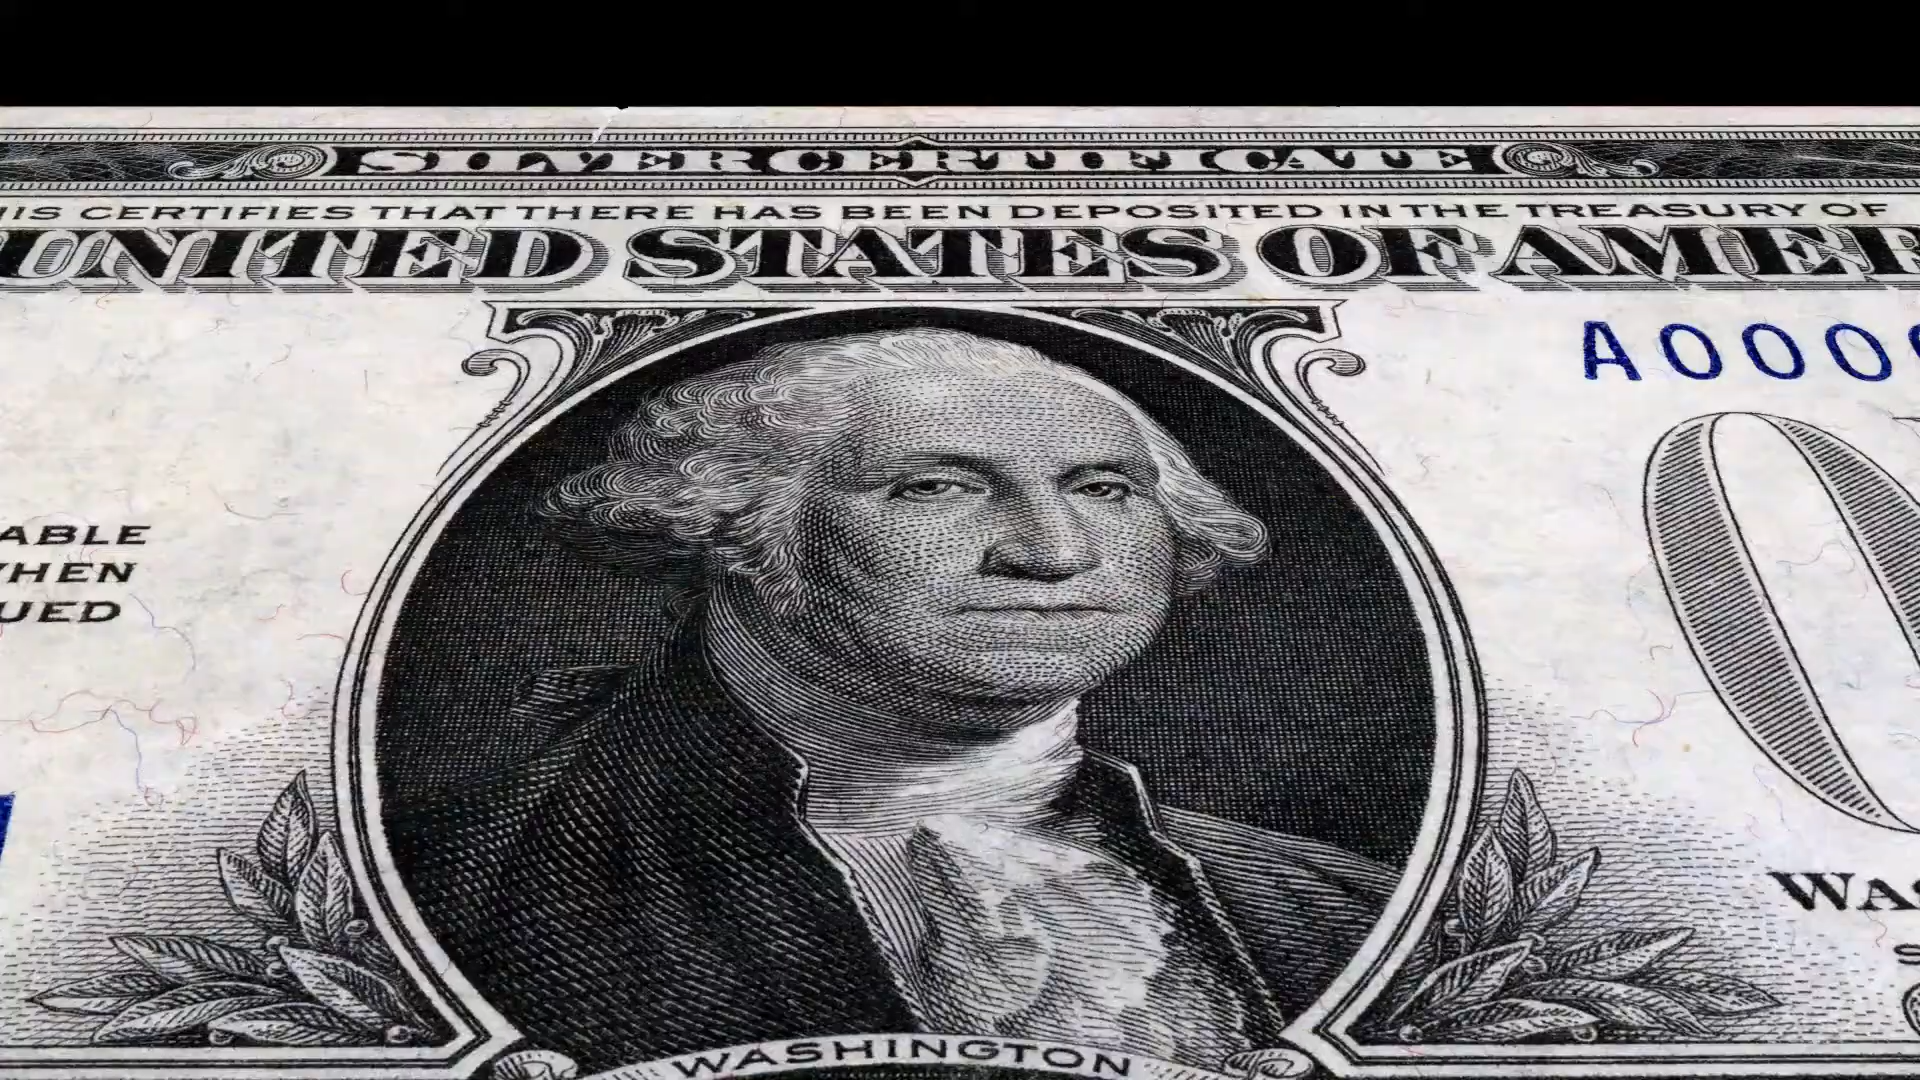 SILVER CERTIFICATE
HIS CERTIFIES THAT THERE HAS BEEN DEPOSITED IN THE TREASURY OF
UNITED STATES OF AMER
A000
ABLE
HEN
UED
O
WAS
WASHINGTON